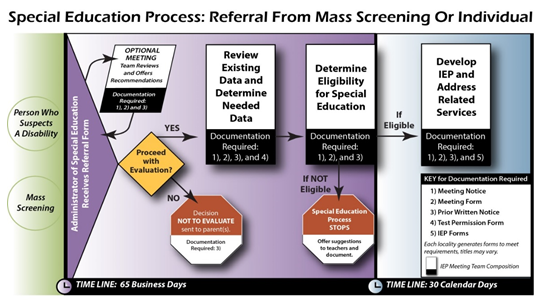 Special Education Process: Referral From Mass Screening Or Individual
Person Who
Suspects
A Disability
Mass
Screening
Administrator of Special Education
Receives Referral Form
OPTIONAL
MEETING
Team Reviews
and Offers
Recommendations
Documentation
Required:
1), 2) and 3)
Proceed
with
Evaluation?
YES
NO
Decision
NOT TO EVALUATE
sent to parent(s).
Documentation
Required: 3)
Review
Existing
Data and
Determine
Needed
Data
Documentation
Required:
1), 2), 3), and 4)
Determine
Eligibility
for Special
Education
Documentation
Required:
1), 2), and 3)
If NOT
Eligible
Special Education
Process
STOPS
Offer suggestions
to teachers and
document.
If
Eligible
Develop
IEP and
Address
Related
Services
Documentation
Required:
1), 2), 3), and 5)
KEY for Documentation Required
1) Meeting Notice
2) Meeting Form
3) Prior Written Notice
4) Test Permission Form
5) IEP Forms
Each locality generates forms to meet
requirements, titles may vary.
IEP Meeting Team Composition
TIME LINE: 65 Business Days
TIME LINE: 30 Calendar Days